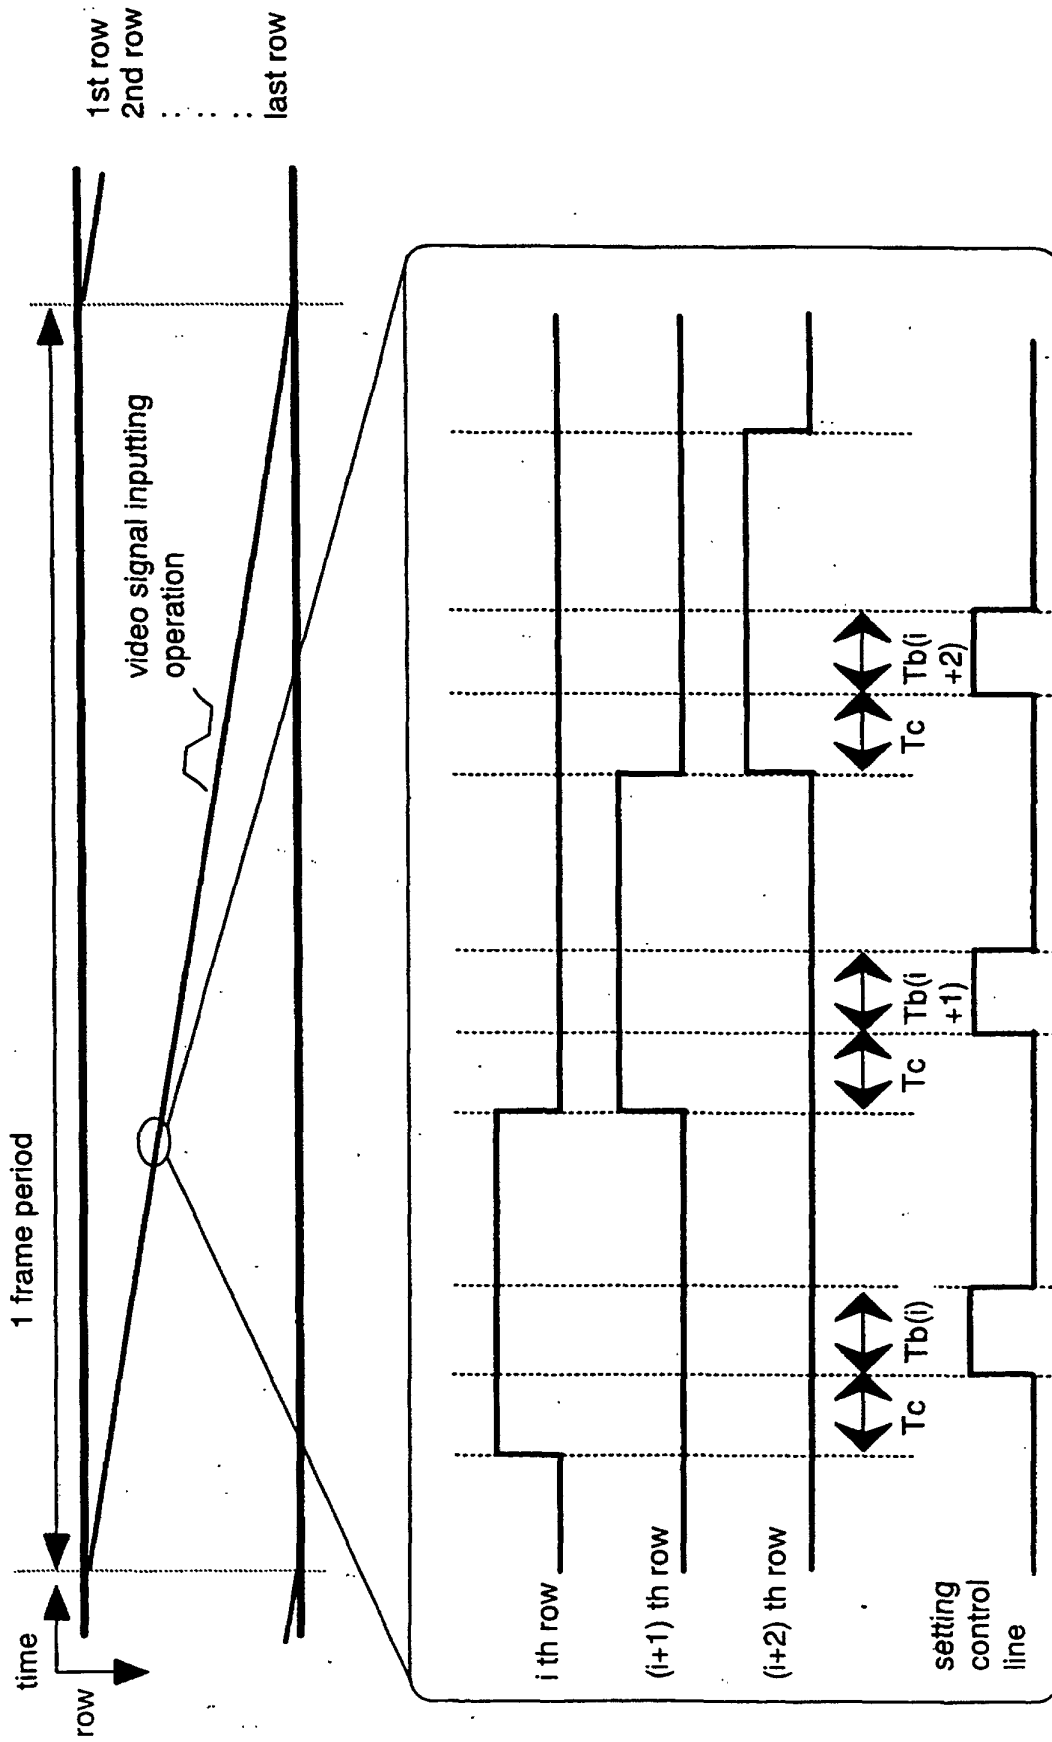 time
row
1 frame period
video signal inputting
operation
1st row
2nd row
last row
i th row
(i+1) th row
(i+2) th row
Tc
Tb(i)
Tc
Tb(i
+1)
Tc
Tb(i
+2)
setting
control
line